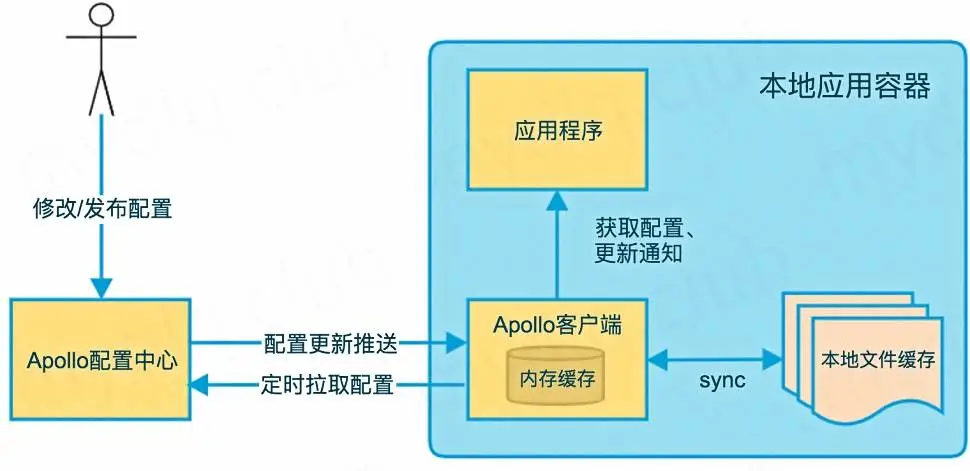 本地应用容器
应用程序
修改/发布配置
获取配置、
更新通知
Apollo配置中心
配置更新推送
定时拉取配置
Apollo客户端
内存缓存
sync
本地文件缓存